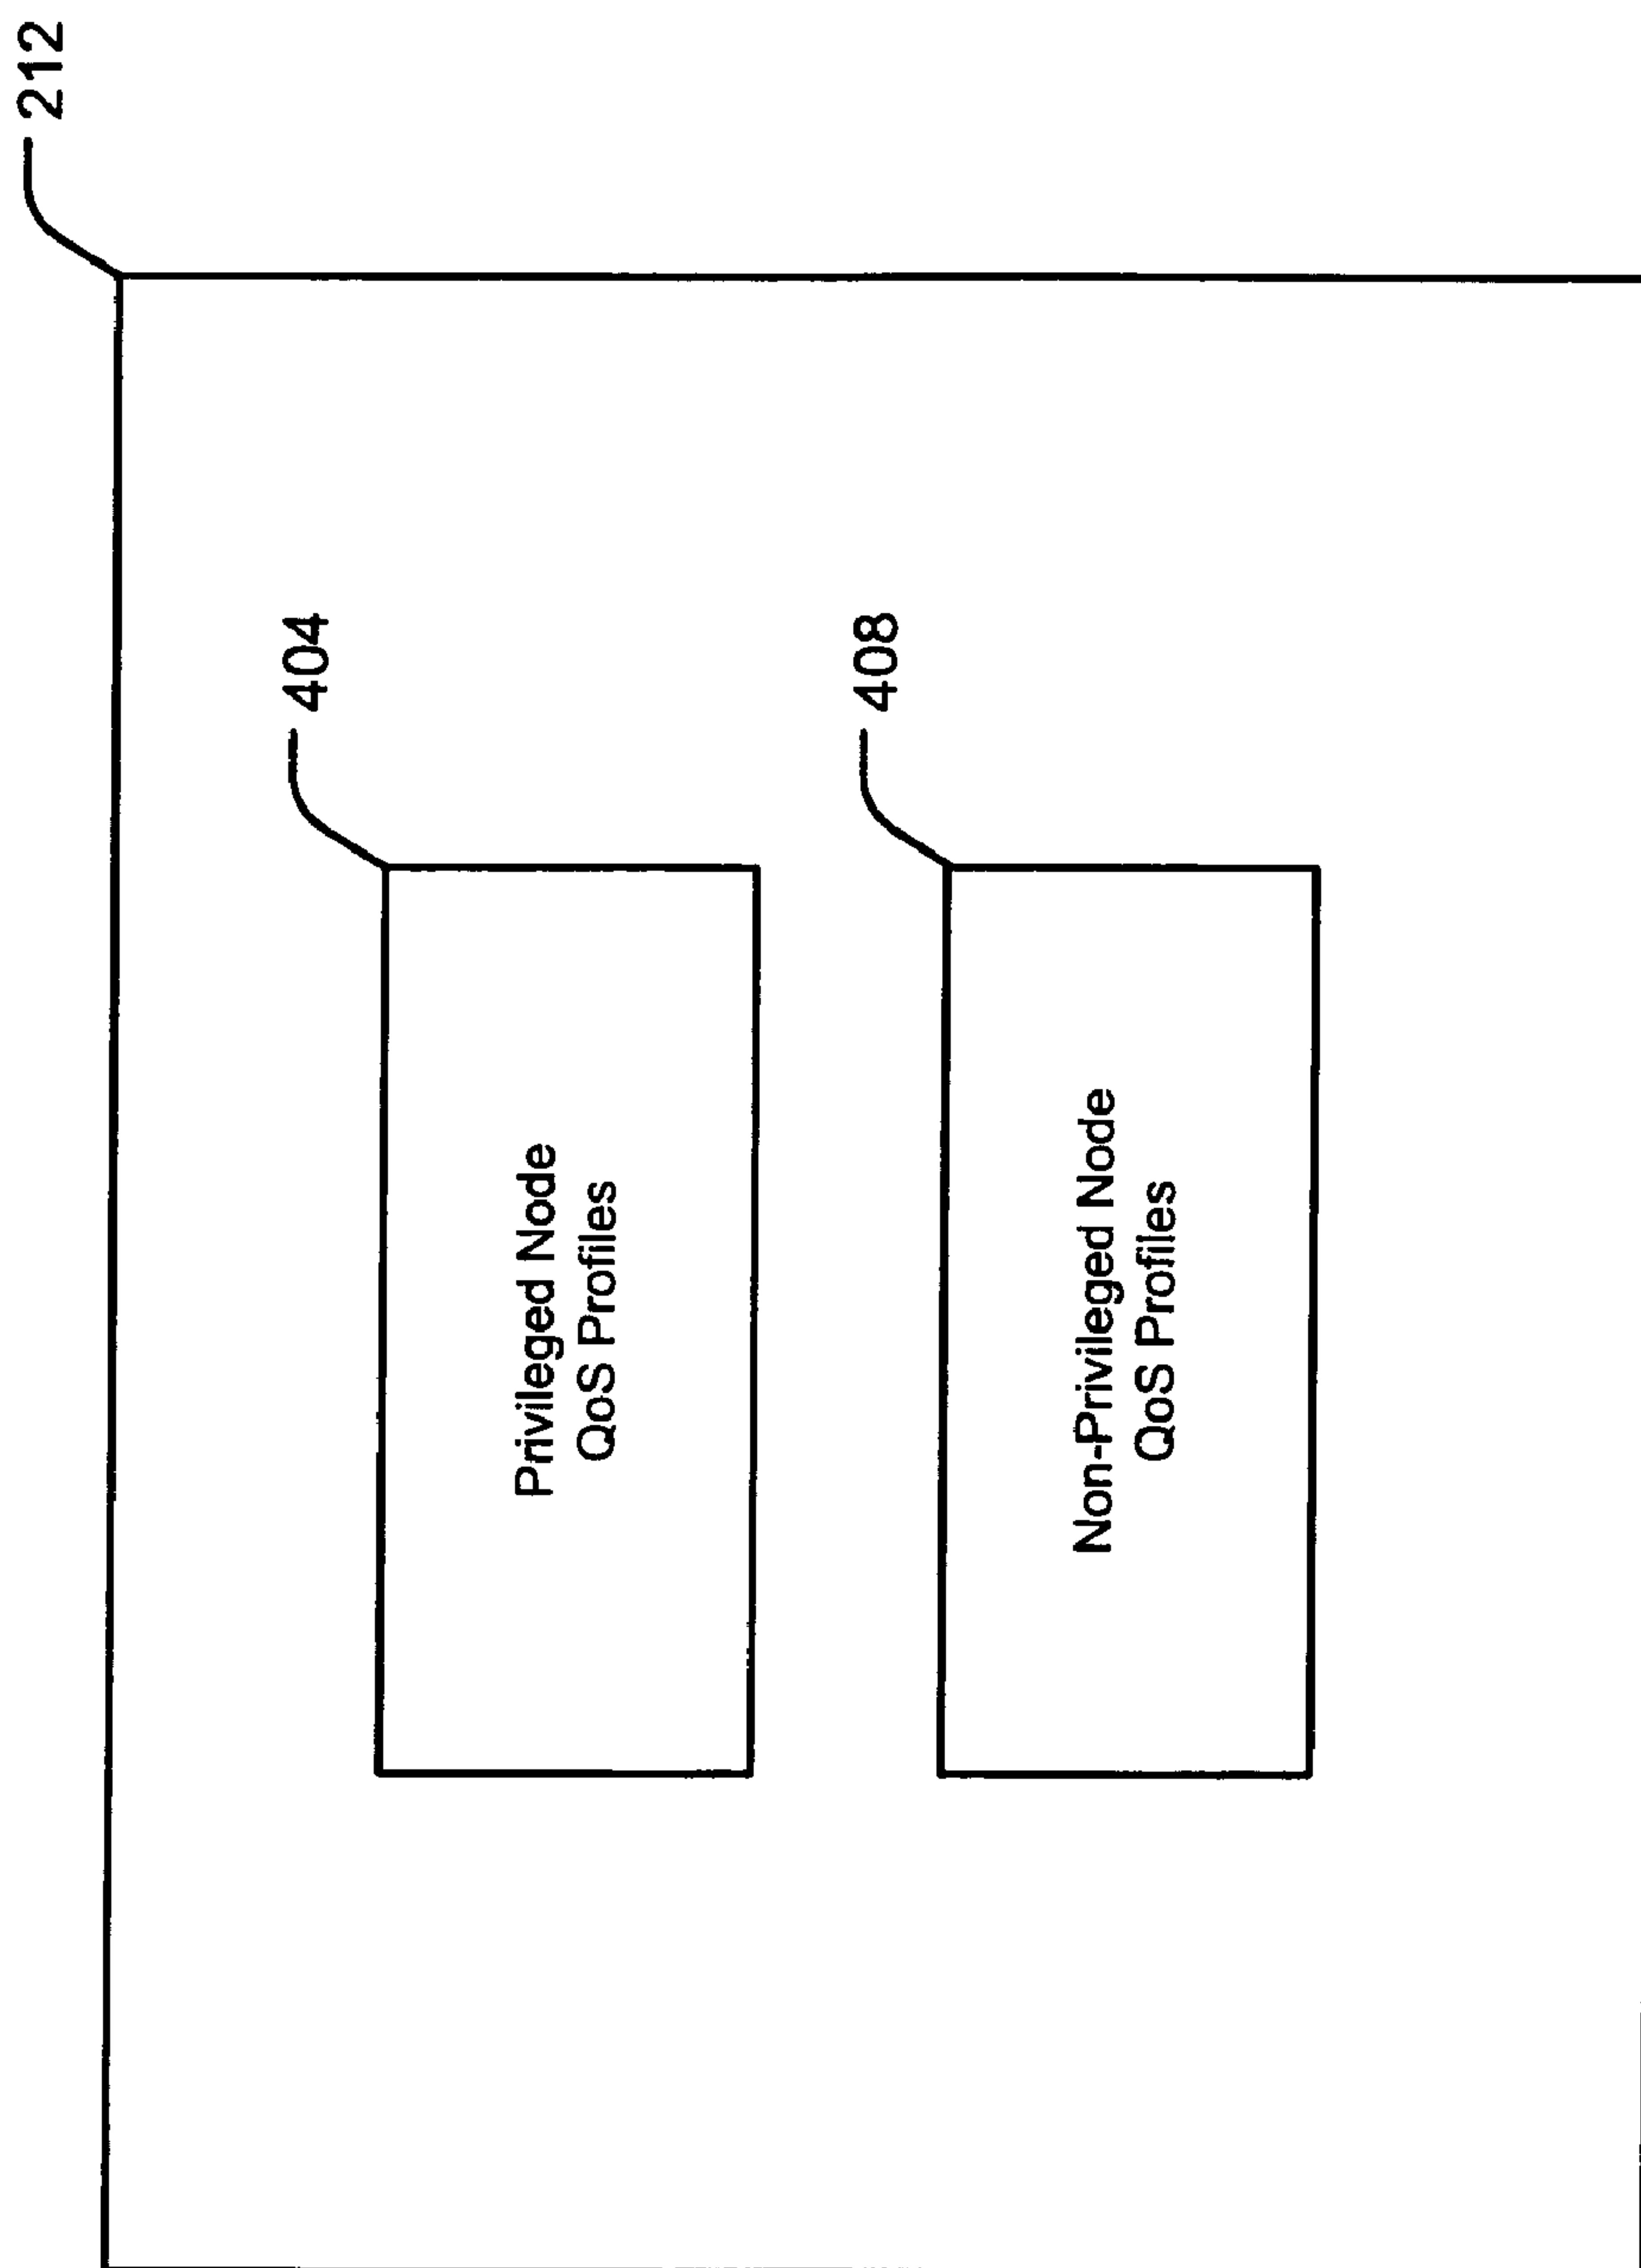 212
404
Privileged Node
QoS Profiles
408
Non-Privileged Node
QoS Profiles